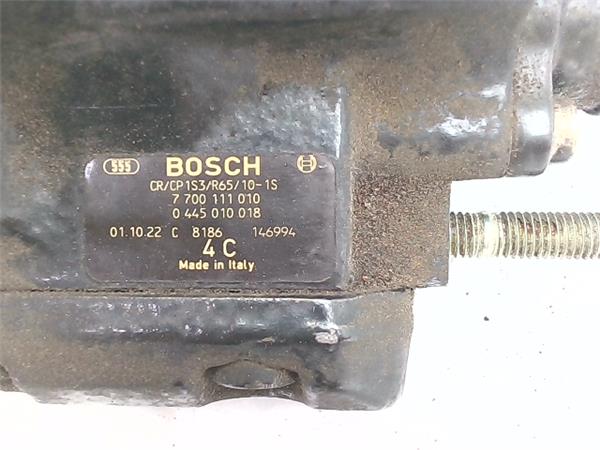 555 BOSCH
CR/CP1S3/R65/10-1S
7 700 111 010
0 445 010 018
01.10.22 C 8186 146994
4 C
Made in Italy